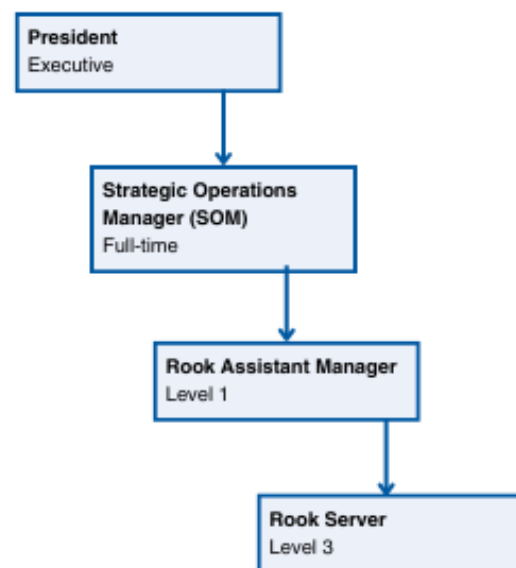 President
Executive
Strategic Operations
Manager (SOM)
Full-time
Rook Assistant Manager
Level 1
Rook Server
Level 3